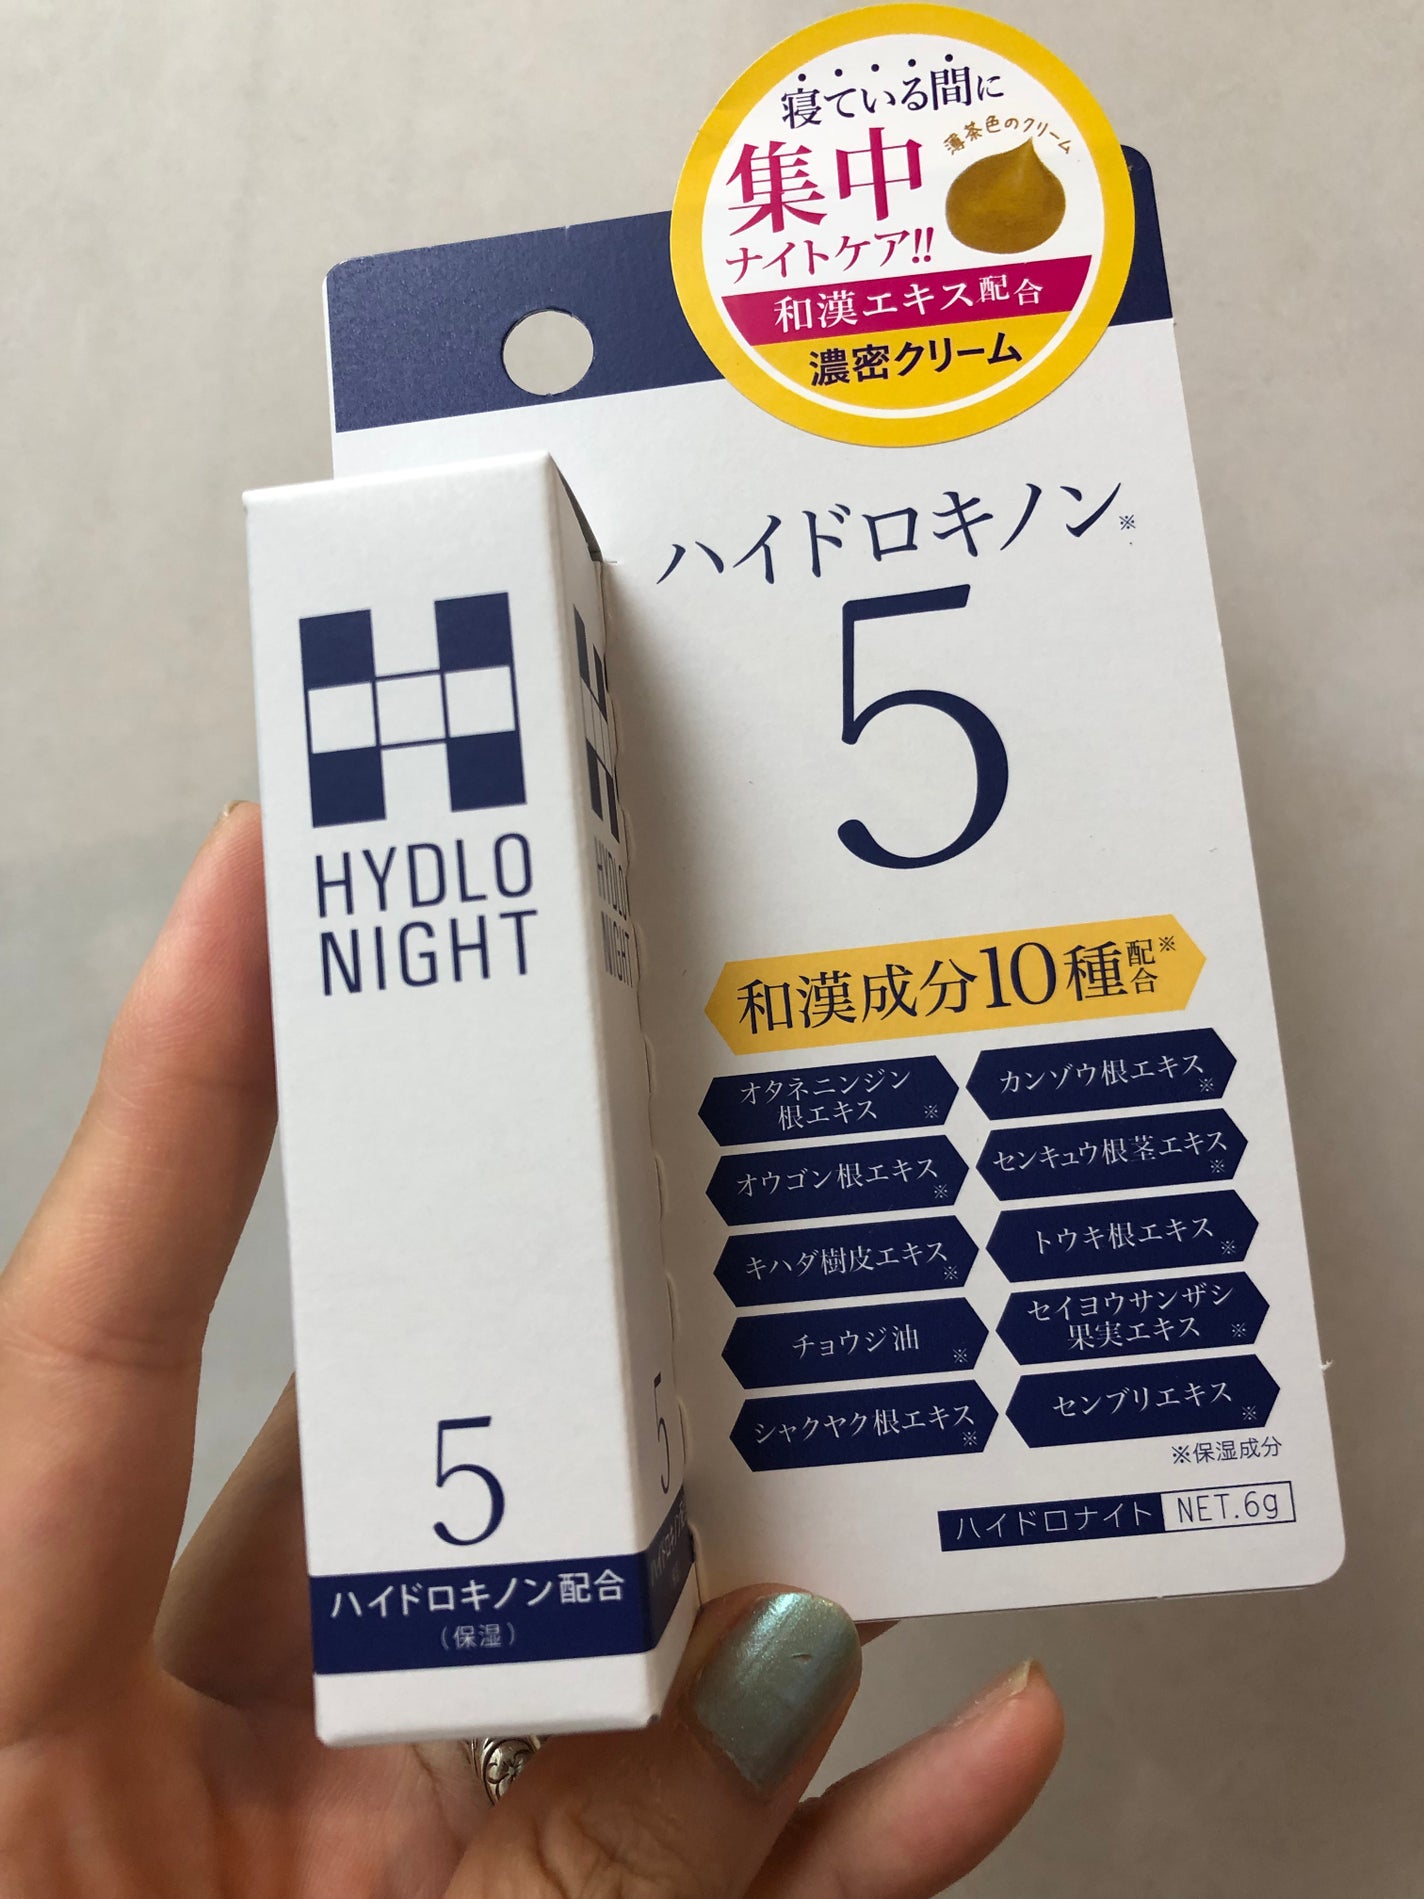 寝ている間に
薄茶色のクリーム
集中
ナイトケア!!
和漢エキス配合
濃密クリーム
ハイドロキノン※
5
和漢成分10種配合※
オタネニンジン
根エキス※
カンゾウ根エキス※
オウゴン根エキス※
センキュウ根茎エキス※
キハダ樹皮エキス※
トウキ根エキス※
チョウジ油※
セイヨウサンザシ
果実エキス※
シャクヤク根エキス※
センブリエキス※
※保湿成分
ハイドロナイト NET.6g
HYDLO
NIGHT
5
ハイドロキノン配合
(保湿)
HYDLO
NIGHT
5